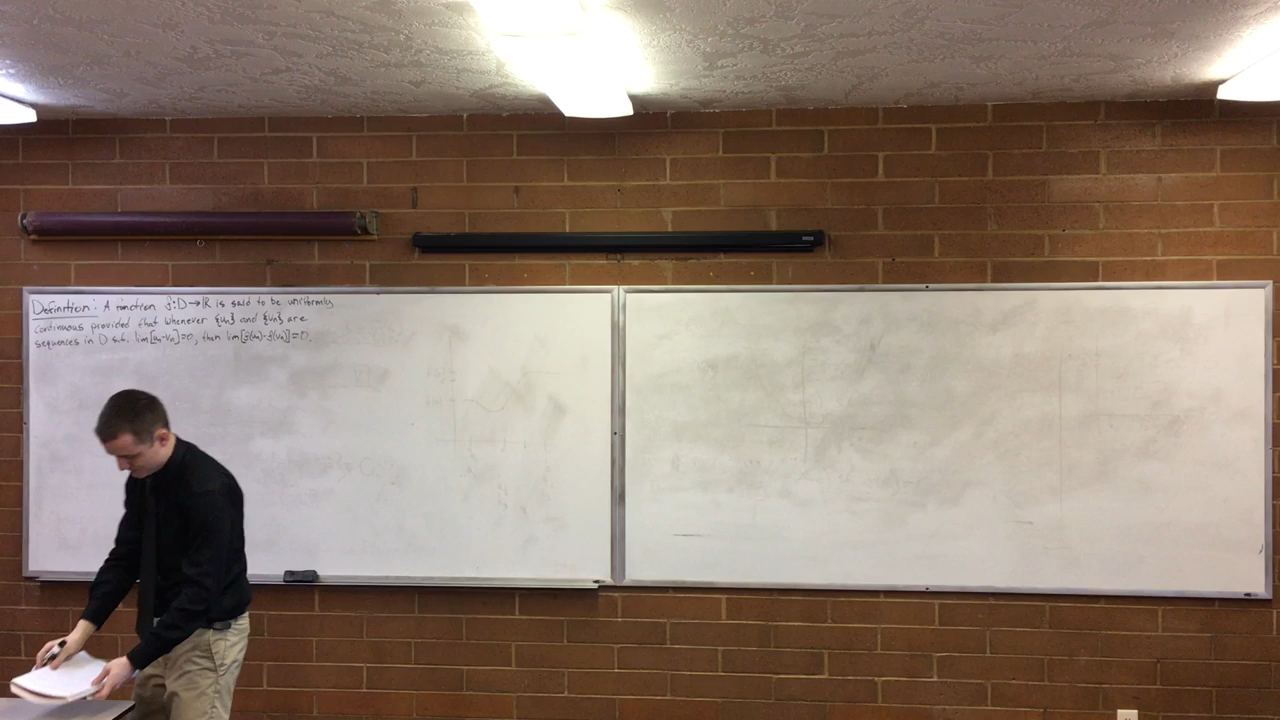 Definition: A function f:D→ℝ is said to be uniformly
continuous provided that whenever {uₙ} and {vₙ} are
sequences in D s.t. lim[uₙ-vₙ]=0, then lim[f(uₙ)-f(vₙ)]=0.